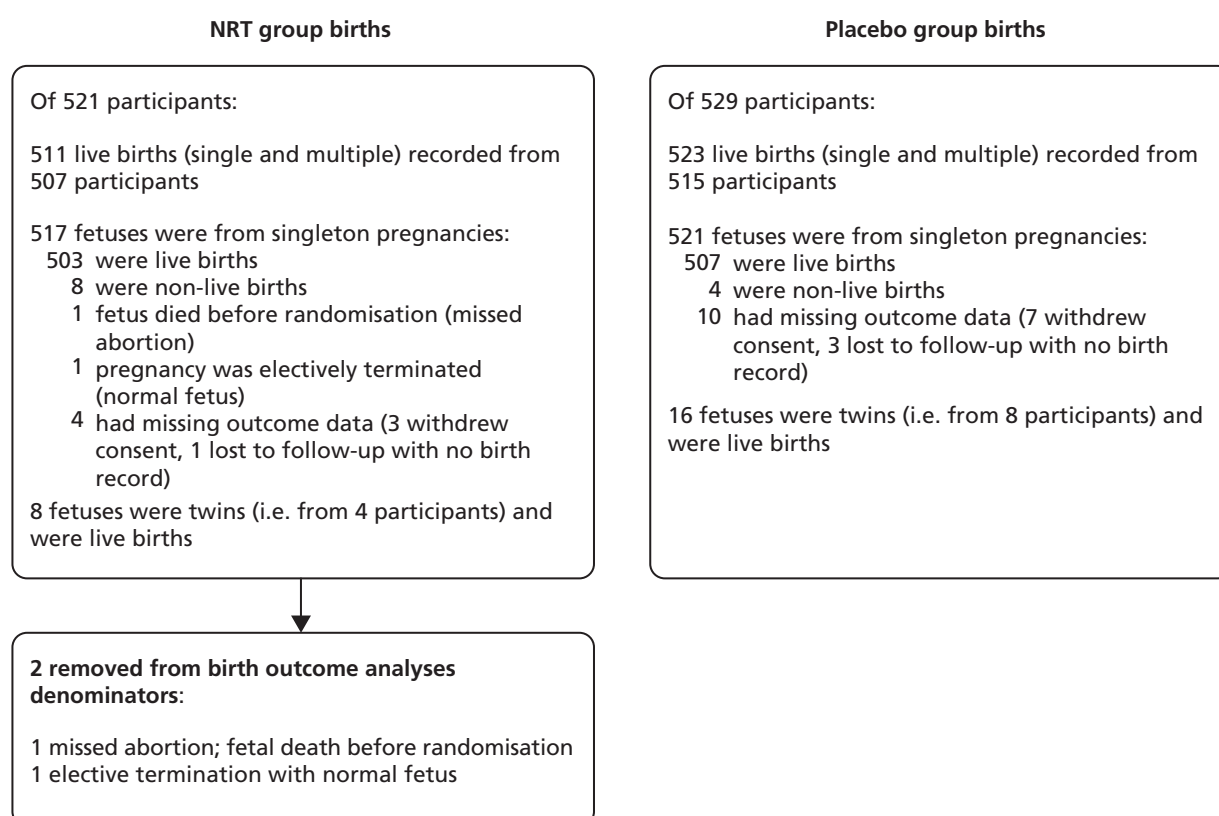 NRT group births
Of 521 participants:
511 live births (single and multiple) recorded from
507 participants
517 fetuses were from singleton pregnancies:
503 were live births
8 were non-live births
1 fetus died before randomisation (missed
abortion)
1 pregnancy was electively terminated
(normal fetus)
4 had missing outcome data (3 withdrew
consent, 1 lost to follow-up with no birth
record)
8 fetuses were twins (i.e. from 4 participants) and
were live births
2 removed from birth outcome analyses
denominators:
1 missed abortion; fetal death before randomisation
1 elective termination with normal fetus
Placebo group births
Of 529 participants:
523 live births (single and multiple) recorded from
515 participants
521 fetuses were from singleton pregnancies:
507 were live births
4 were non-live births
10 had missing outcome data (7 withdrew
consent, 3 lost to follow-up with no birth
record)
16 fetuses were twins (i.e. from 8 participants) and
were live births